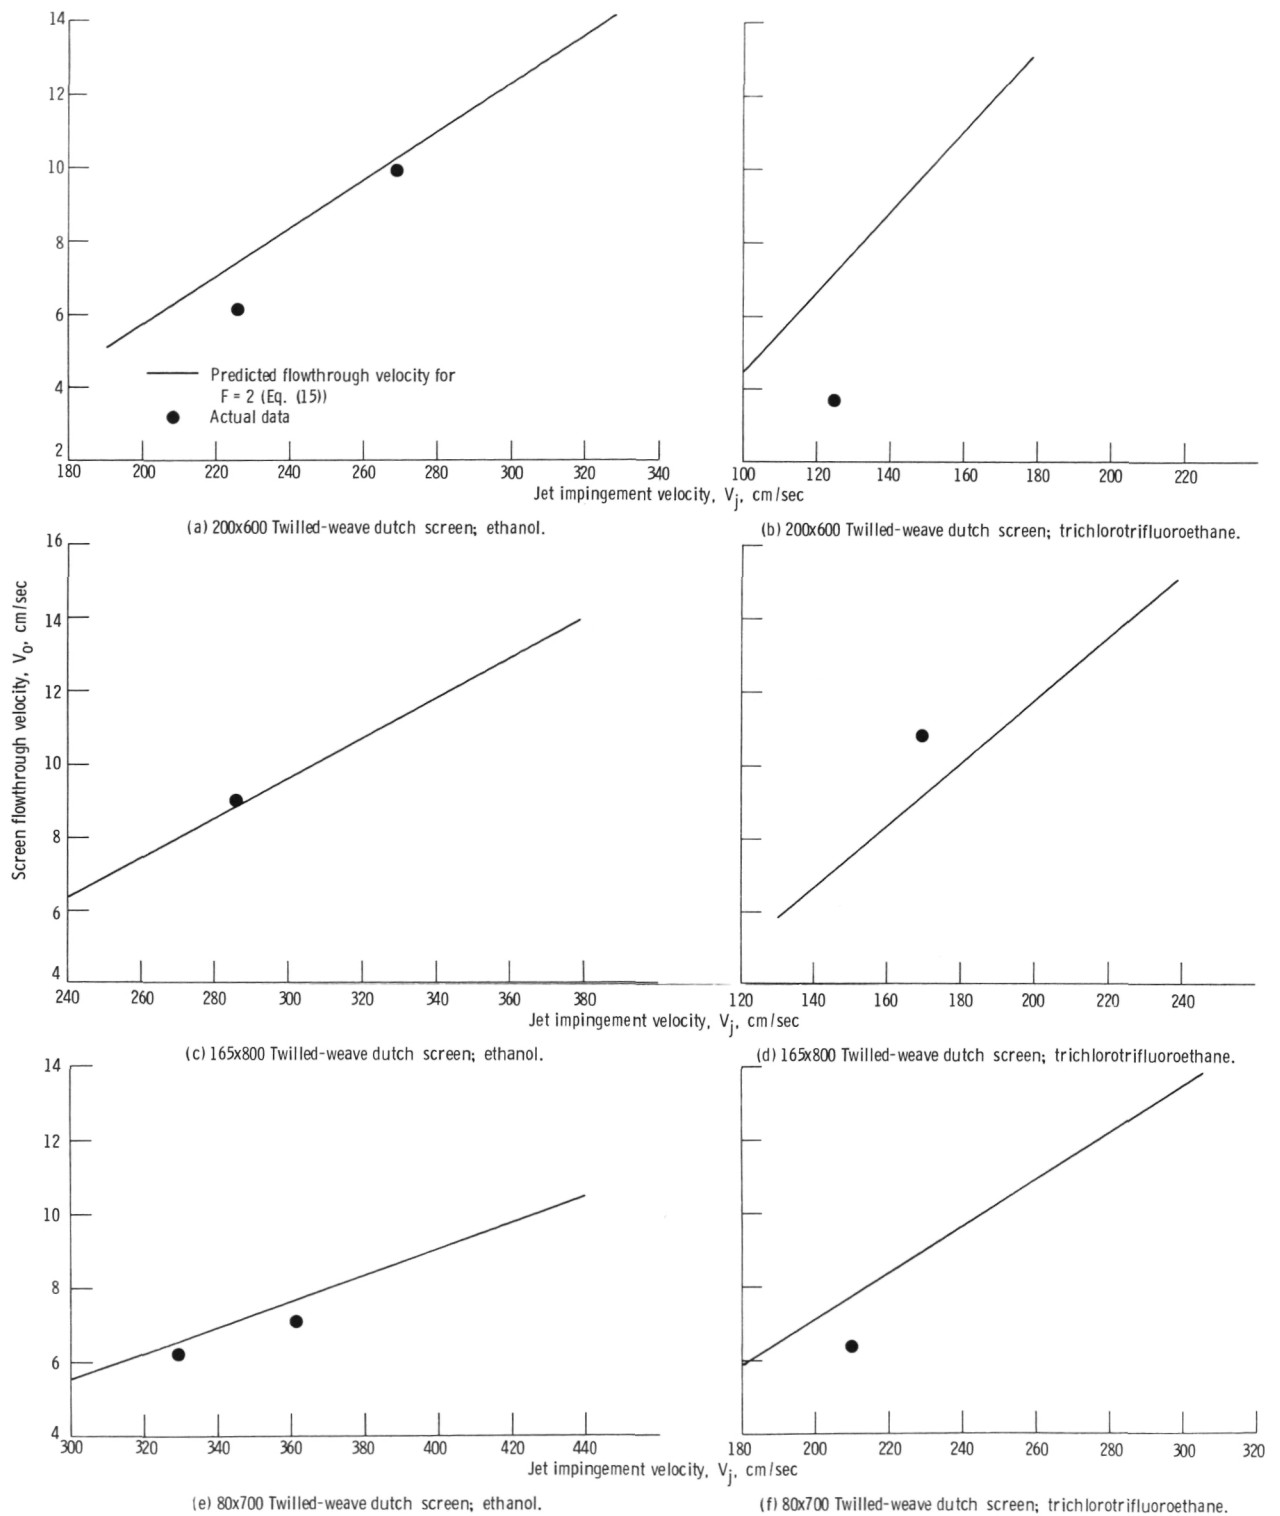 14
12
10
8
6
4
2
Predicted flowthrough velocity for
F = 2 (Eq. (15))
Actual data
180 200 220 240 260 280 300 320 340
100 120 140 160 180 200 220
Jet impingement velocity, Vj, cm/sec
(a) 200x600 Twilled-weave dutch screen; ethanol.
(b) 200x600 Twilled-weave dutch screen; trichlorotrifluoroethane.
Screen flowthrough velocity, V0, cm/sec
16
14
12
10
8
6
4
240 260 280 300 320 340 360 380
120 140 160 180 200 220 240
Jet impingement velocity, Vj, cm/sec
(c) 165x800 Twilled-weave dutch screen; ethanol.
(d) 165x800 Twilled-weave dutch screen; trichlorotrifluoroethane.
14
12
10
8
6
4
300 320 340 360 380 400 420 440
180 200 220 240 260 280 300 320
Jet impingement velocity, Vj, cm/sec
(e) 80x700 Twilled-weave dutch screen; ethanol.
(f) 80x700 Twilled-weave dutch screen; trichlorotrifluoroethane.